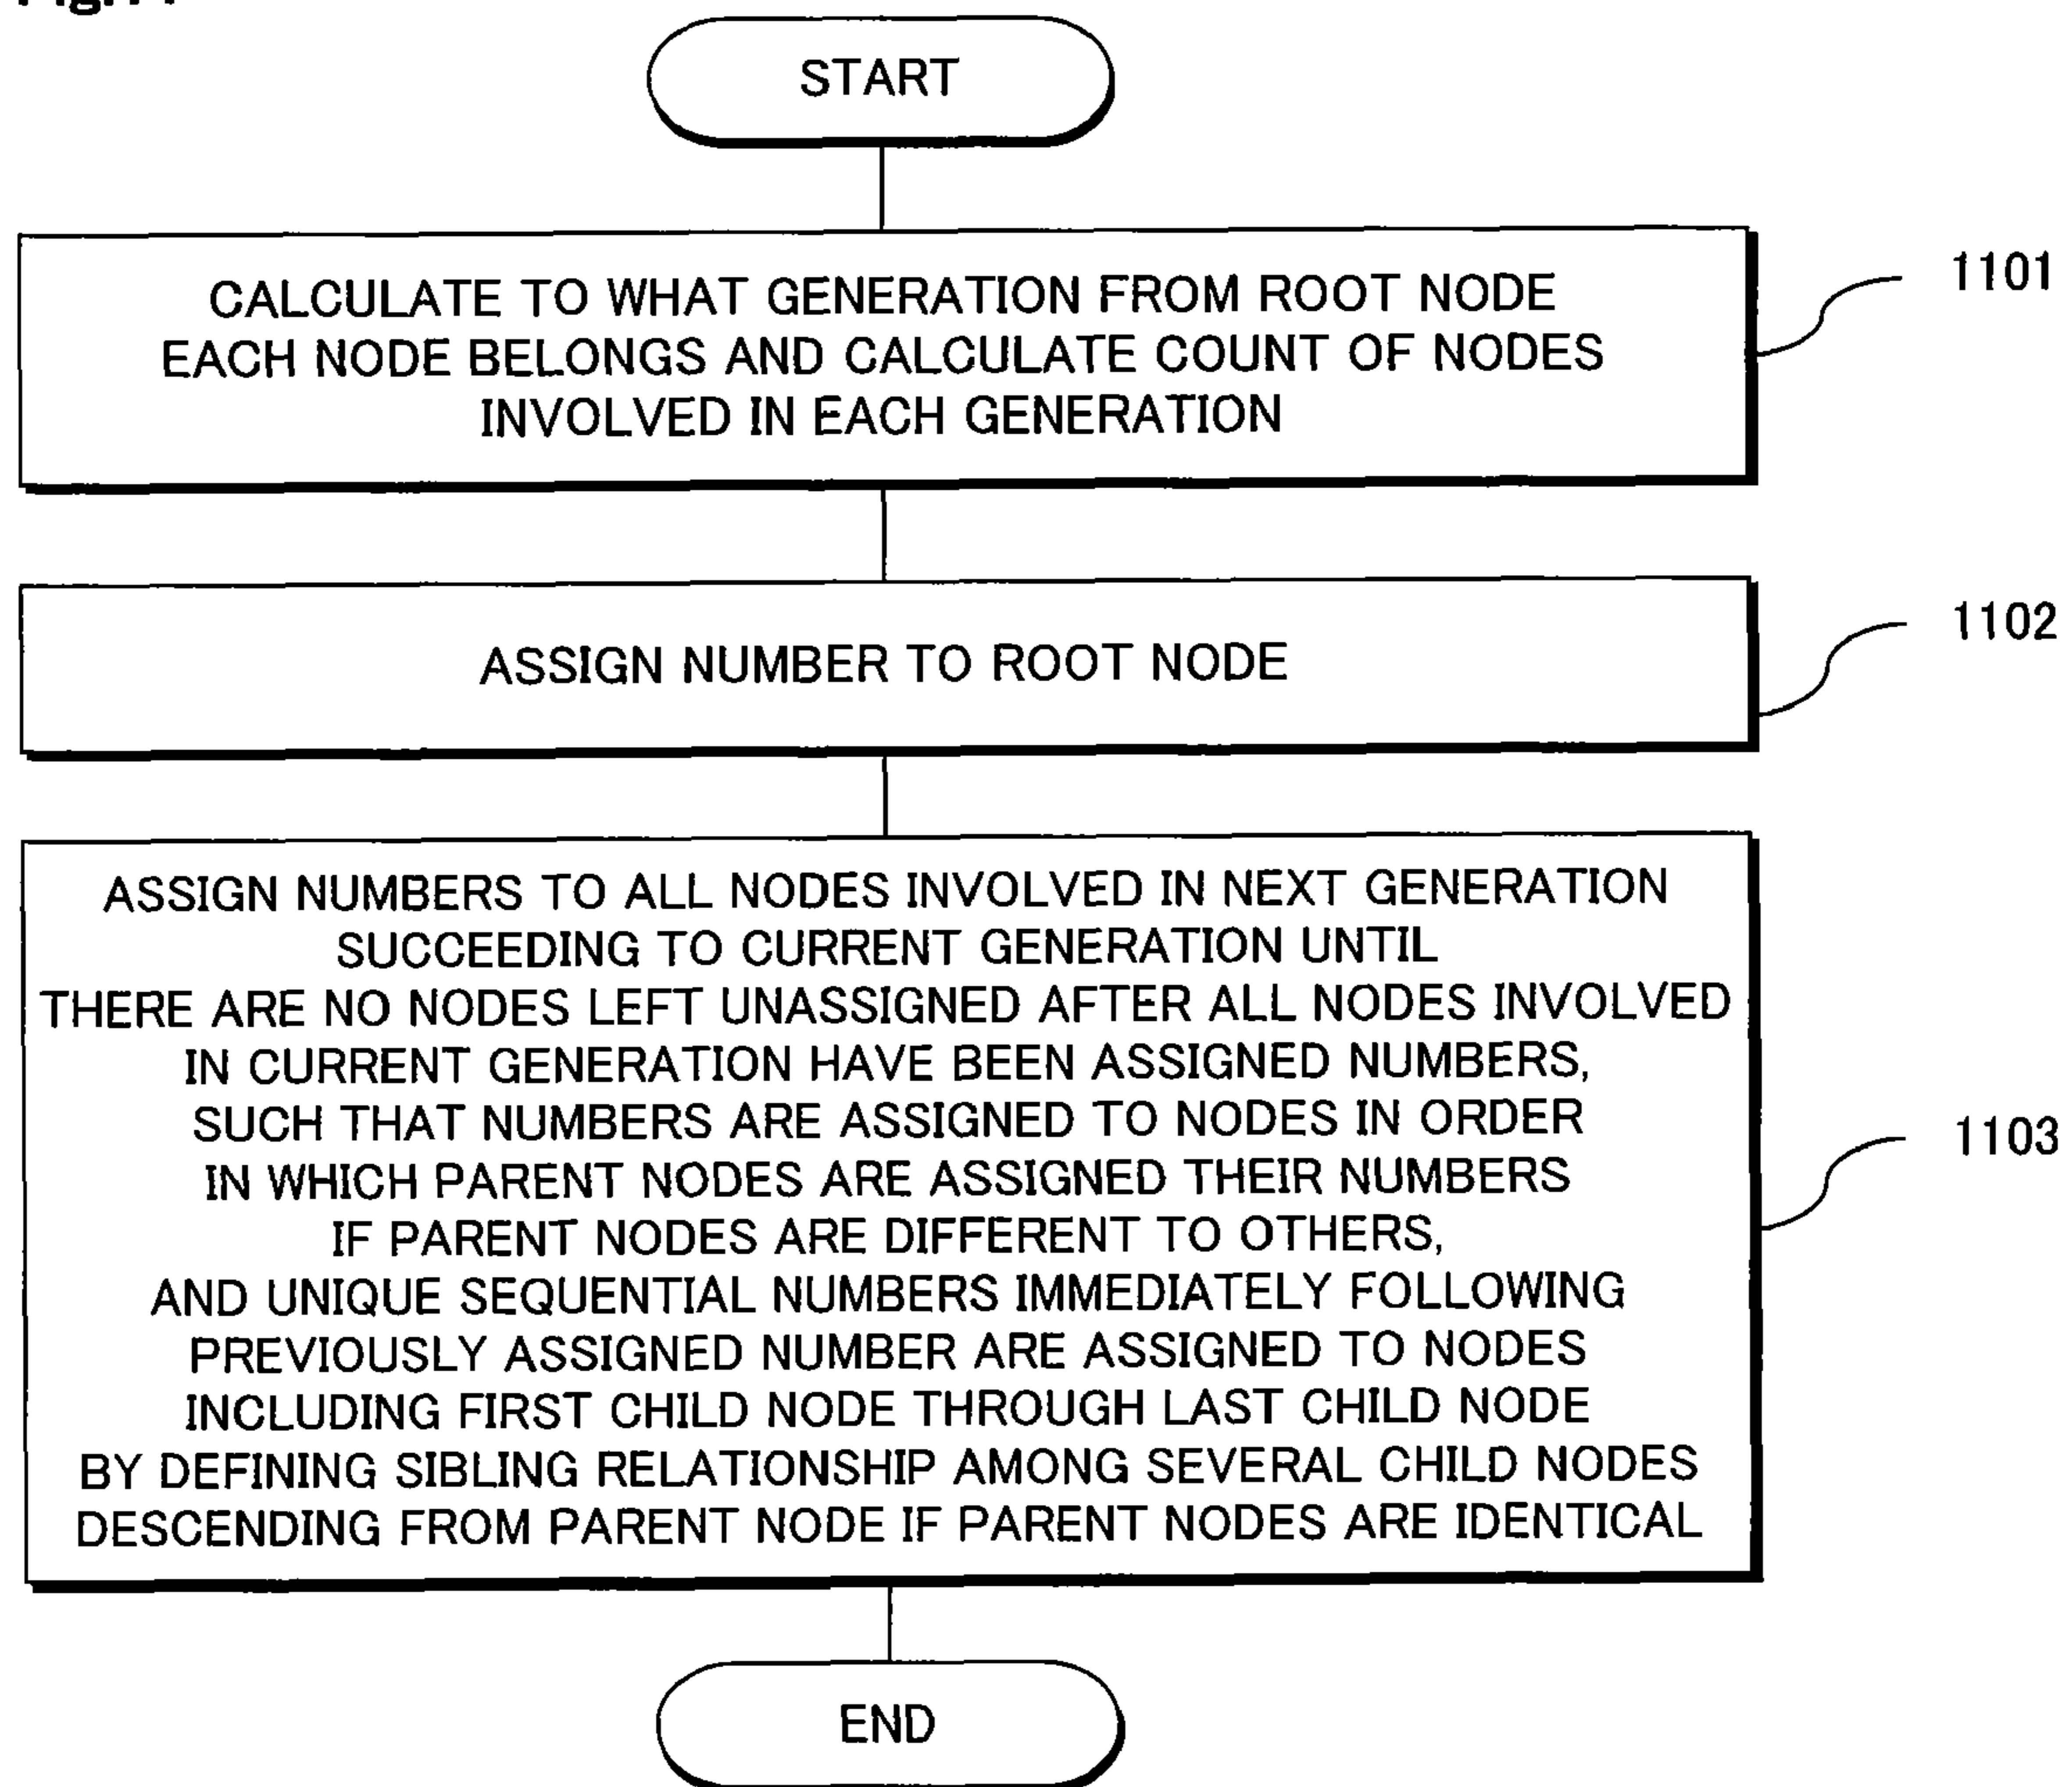 START
CALCULATE TO WHAT GENERATION FROM ROOT NODE
EACH NODE BELONGS AND CALCULATE COUNT OF NODES
INVOLVED IN EACH GENERATION
1101
ASSIGN NUMBER TO ROOT NODE
1102
ASSIGN NUMBERS TO ALL NODES INVOLVED IN NEXT GENERATION
SUCCEEDING TO CURRENT GENERATION UNTIL
THERE ARE NO NODES LEFT UNASSIGNED AFTER ALL NODES INVOLVED
IN CURRENT GENERATION HAVE BEEN ASSIGNED NUMBERS,
SUCH THAT NUMBERS ARE ASSIGNED TO NODES IN ORDER
IN WHICH PARENT NODES ARE ASSIGNED THEIR NUMBERS
IF PARENT NODES ARE DIFFERENT TO OTHERS,
AND UNIQUE SEQUENTIAL NUMBERS IMMEDIATELY FOLLOWING
PREVIOUSLY ASSIGNED NUMBER ARE ASSIGNED TO NODES
INCLUDING FIRST CHILD NODE THROUGH LAST CHILD NODE
BY DEFINING SIBLING RELATIONSHIP AMONG SEVERAL CHILD NODES
DESCENDING FROM PARENT NODE IF PARENT NODES ARE IDENTICAL
1103
END